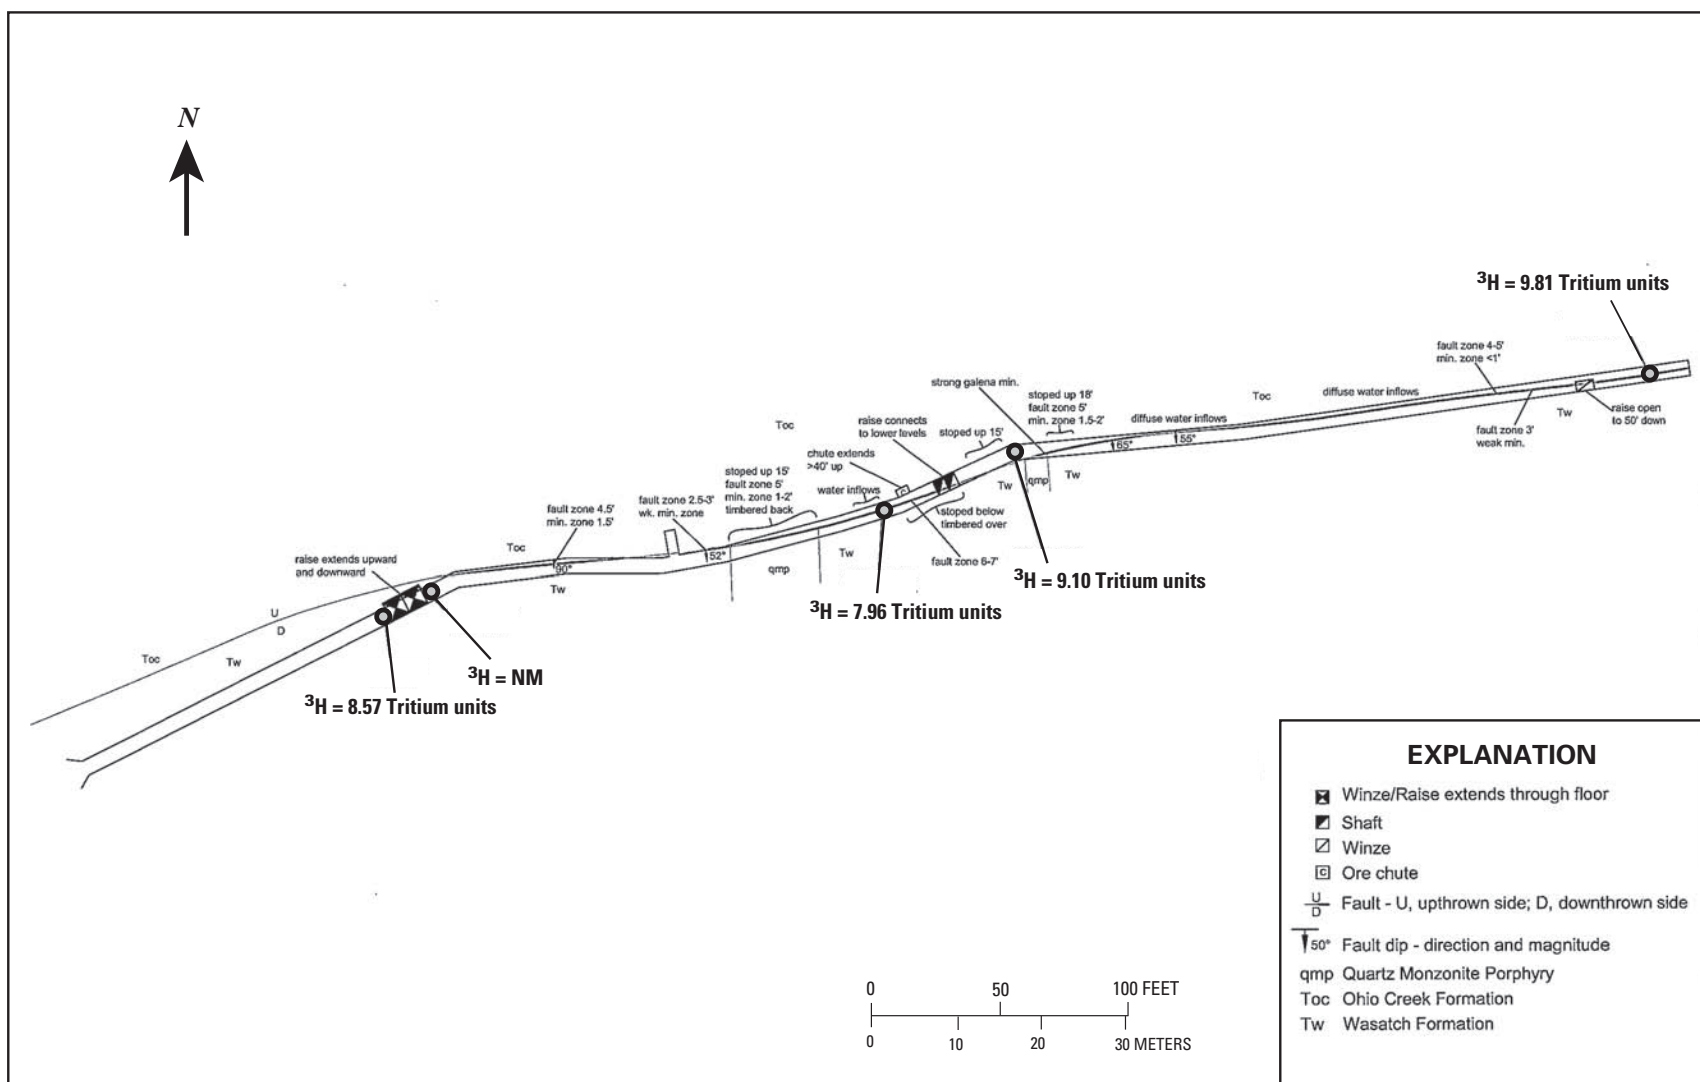 N
³H = 9.81 Tritium units
fault zone 4-5'
min. zone <1'
strong galena min.
stoped up 18'
fault zone 5'
min. zone 1.5-2'
diffuse water inflows
Toc
diffuse water inflows
Tw
raise open
to 50' down
fault zone 3'
weak min.
Toc
raise connects
to lower levels
stoped up 15'
65°
55°
chute extends
>40' up
C
Tw
qmp
Tw
stoped up 15'
fault zone 5'
min. zone 1-2'
timbered back
water inflows
stoped below
timbered over
fault zone 4.5'
min. zone 1.5'
fault zone 2.5-3'
wk. min. zone
52°
qmp
Tw
fault zone 6-7'
raise extends upward
and downward
Toc
90°
Tw
³H = 9.10 Tritium units
³H = 7.96 Tritium units
U
D
Toc
Tw
³H = NM
³H = 8.57 Tritium units
EXPLANATION
Winze/Raise extends through floor
Shaft
Winze
C Ore chute
U
D
Fault - U, upthrown side; D, downthrown side
50° Fault dip - direction and magnitude
qmp Quartz Monzonite Porphyry
Toc Ohio Creek Formation
Tw Wasatch Formation
0 50 100 FEET
0 10 20 30 METERS